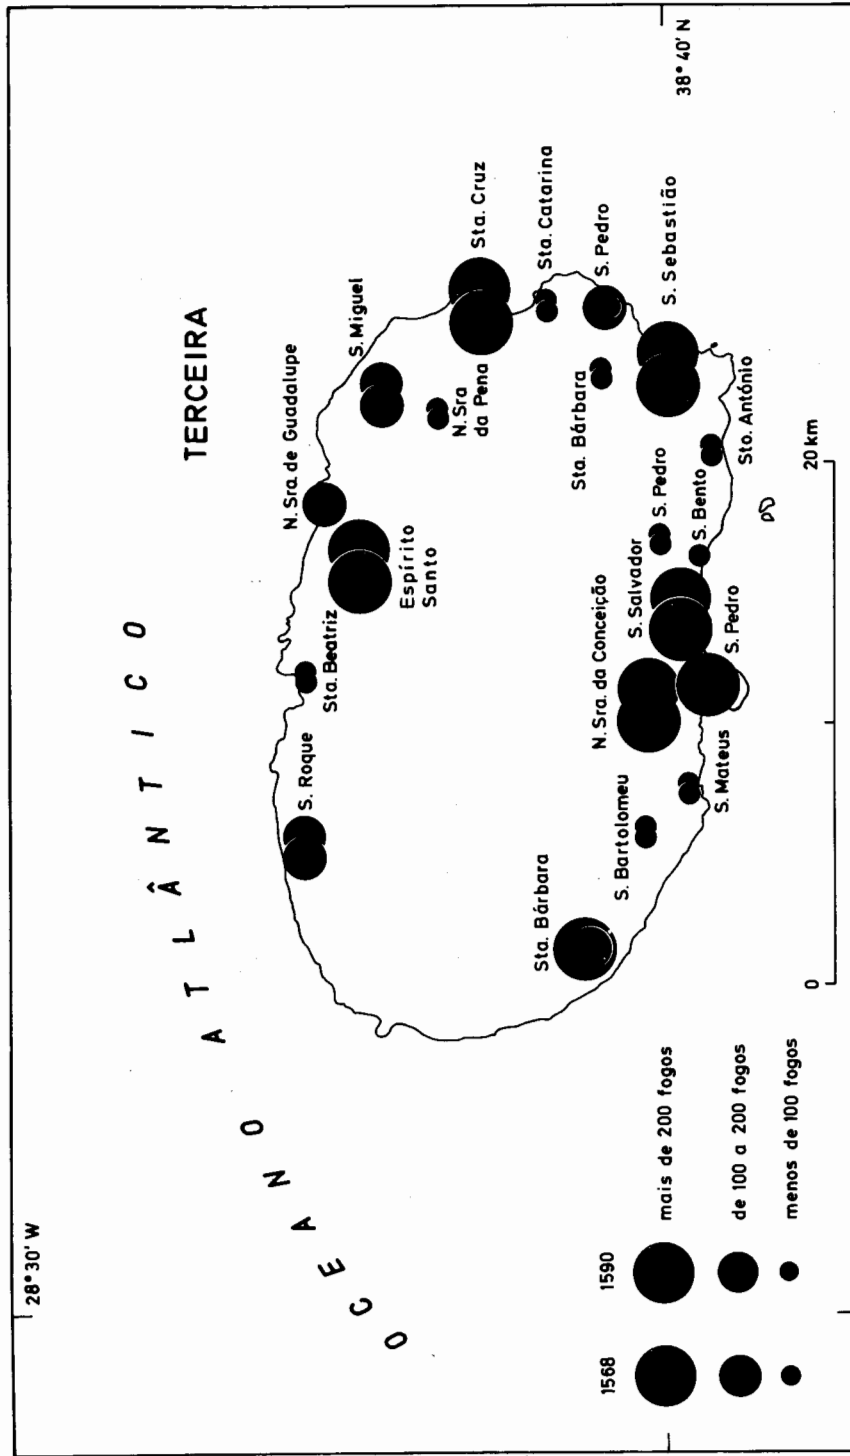 28° 30' W
OCEANO ATLÂNTICO
TERCEIRA
38° 40' N
S. Roque
Sta. Beatriz
N. Sra. de Guadalupe
Espírito
Santo
S. Miguel
N. Sra
da Pena
Sta. Cruz
Sta. Catarina
S. Pedro
Sta. Bárbara
S. Sebastião
Sto. António
S. Pedro
S. Bento
S. Salvador
N. Sra. da Conceição
S. Pedro
S. Mateus
S. Bartolomeu
Sta. Bárbara
1568
1590
mais de 200 fogos
de 100 a 200 fogos
menos de 100 fogos
0
20 km